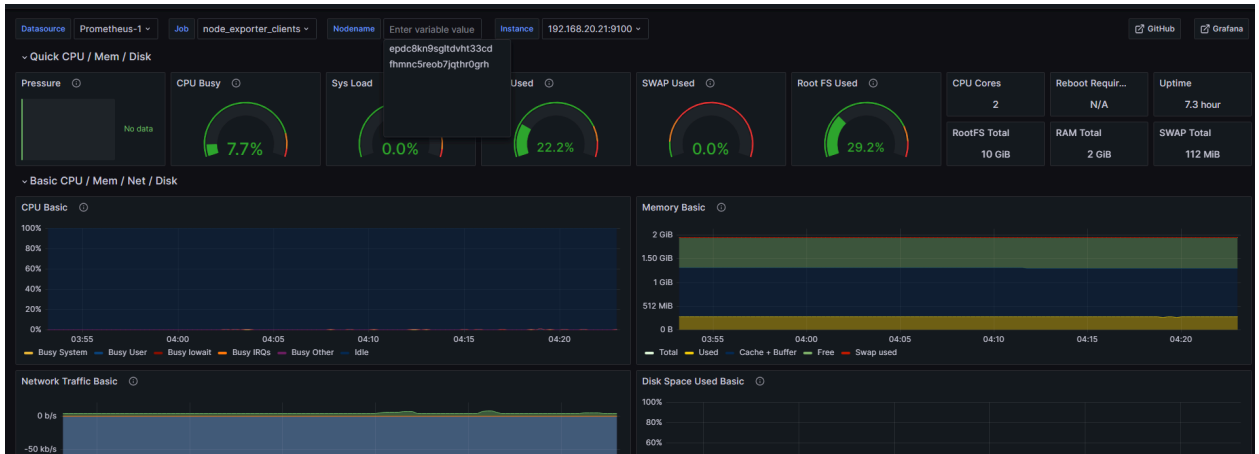 Datasource Prometheus-1 Job node_exporter_clients Nodename Enter variable value Instance 192.168.20.21:9100 GitHub Grafana
epdc8kn9sgltdvht33cd
fhmnc5reob7jqthr0grh
Quick CPU / Mem / Disk
Pressure CPU Busy Sys Load Used SWAP Used Root FS Used CPU Cores Reboot Requir... Uptime
2 N/A 7.3 hour
No data
7.7% 0.0% 22.2% 0.0% 29.2%
RootFS Total RAM Total SWAP Total
10 GiB 2 GiB 112 MiB
Basic CPU / Mem / Net / Disk
CPU Basic
100%
80%
60%
40%
20%
0%
03:55 04:00 04:05 04:10 04:15 04:20
Busy System Busy User Busy Iowait Busy IRQs Busy Other Idle
Memory Basic
2 GiB
1.50 GiB
1 GiB
512 MiB
0 B
03:55 04:00 04:05 04:10 04:15 04:20
Total Used Cache + Buffer Free Swap used
Network Traffic Basic
0 b/s
-50 kb/s
Disk Space Used Basic
100%
80%
60%